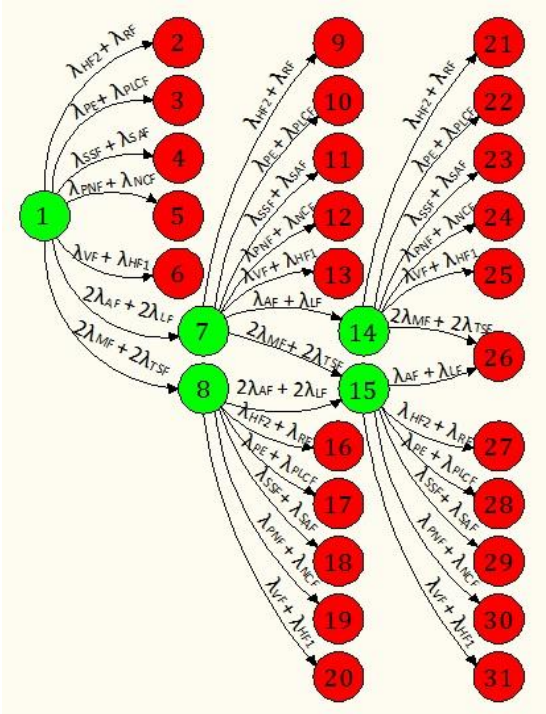 1
λHF2 + λRF
2
λPE + λPLCF
3
λSSF + λSAF
4
λPNF + λNCF
5
λVF + λHF1
6
2λAF + 2λLF
7
2λMF + 2λTSF
8
λHF2 + λRF
9
λPE + λPLCF
10
λSSF + λSAF
11
λPNF + λNCF
12
λVF + λHF1
13
λAF + λLF
14
2λMF + 2λTSF
15
2λAF + 2λLF
λHF2 + λRF
16
λPE + λPLCF
17
λSSF + λSAF
18
λPNF + λNCF
19
λVF + λHF1
20
λHF2 + λRF
21
λPE + λPLCF
22
λSSF + λSAF
23
λPNF + λNCF
24
λVF + λHF1
25
2λMF + 2λTSF
26
λAF + λLF
λHF2 + λRF
27
λPE + λPLCF
28
λSSF + λSAF
29
λPNF + λNCF
30
λVF + λHF1
31